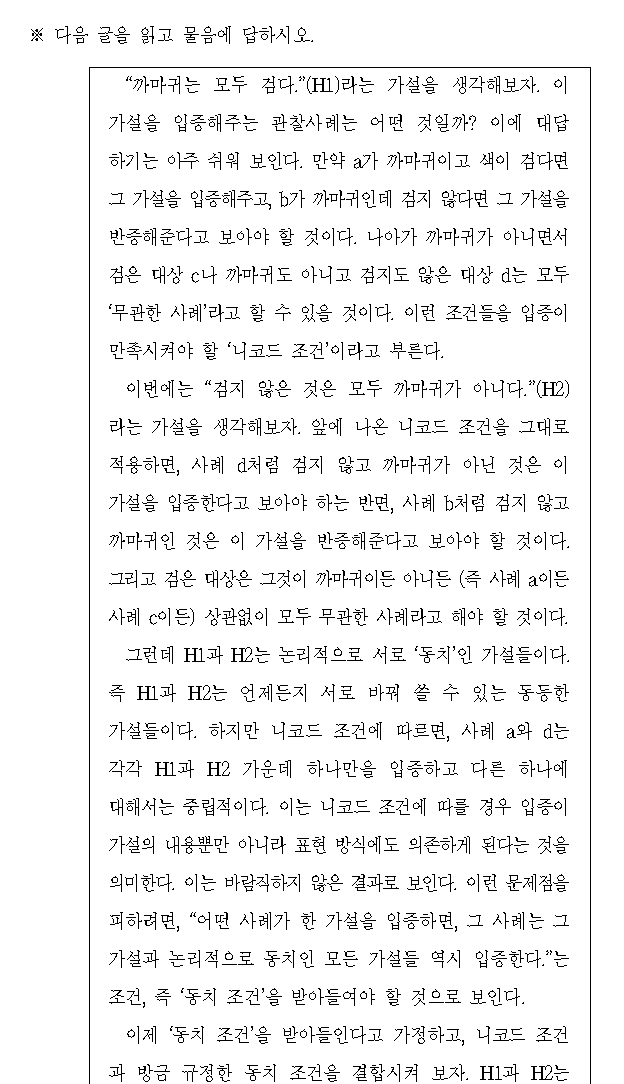 ※ 다음 글을 읽고 물음에 답하시오.
“까마귀는 모두 검다.”(H1)라는 가설을 생각해보자. 이
가설을 입증해주는 관찰사례는 어떤 것일까? 이에 대답
하기는 아주 쉬워 보인다. 만약 a가 까마귀이고 색이 검다면
그 가설을 입증해주고, b가 까마귀인데 검지 않다면 그 가설을
반증해준다고 보아야 할 것이다. 나아가 까마귀가 아니면서
검은 대상 c나 까마귀도 아니고 검지도 않은 대상 d는 모두
‘무관한 사례’라고 할 수 있을 것이다. 이런 조건들을 입증이
만족시켜야 할 ‘니코드 조건’이라고 부른다.
이번에는 “검지 않은 것은 모두 까마귀가 아니다.”(H2)
라는 가설을 생각해보자. 앞에 나온 니코드 조건을 그대로
적용하면, 사례 d처럼 검지 않고 까마귀가 아닌 것은 이
가설을 입증한다고 보아야 하는 반면, 사례 b처럼 검지 않고
까마귀인 것은 이 가설을 반증해준다고 보아야 할 것이다.
그리고 검은 대상은 그것이 까마귀이든 아니든 (즉 사례 a이든
사례 c이든) 상관없이 모두 무관한 사례라고 해야 할 것이다.
그런데 H1과 H2는 논리적으로 서로 ‘동치’인 가설들이다.
즉 H1과 H2는 언제든지 서로 바꿔 쓸 수 있는 동등한
가설들이다. 하지만 니코드 조건에 따르면, 사례 a와 d는
각각 H1과 H2 가운데 하나만을 입증하고 다른 하나에
대해서는 중립적이다. 이는 니코드 조건에 따를 경우 입증이
가설의 내용뿐만 아니라 표현 방식에도 의존하게 된다는 것을
의미한다. 이는 바람직하지 않은 결과로 보인다. 이런 문제점을
피하려면, “어떤 사례가 한 가설을 입증하면, 그 사례는 그
가설과 논리적으로 동치인 모든 가설들 역시 입증한다.”는
조건, 즉 ‘동치 조건’을 받아들여야 할 것으로 보인다.
이제 ‘동치 조건’을 받아들인다고 가정하고, 니코드 조건
과 방금 규정한 동치 조건을 결합시켜 보자. H1과 H2는